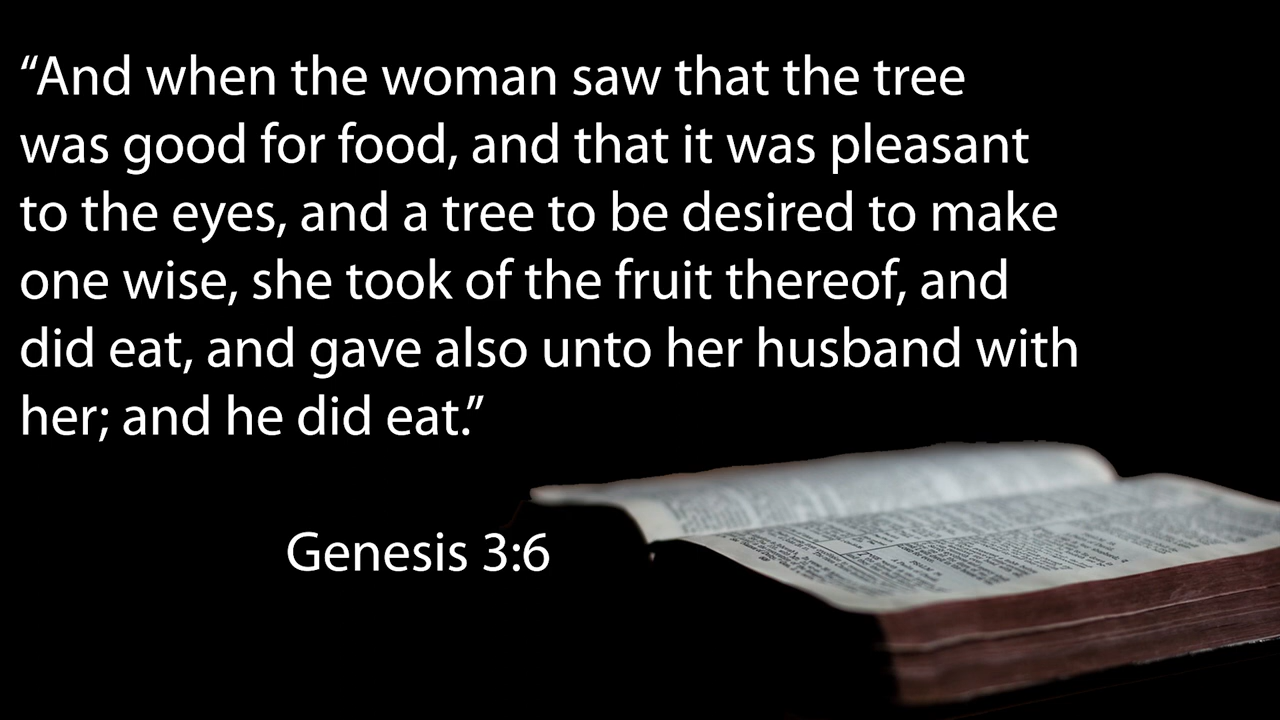 “And when the woman saw that the tree
was good for food, and that it was pleasant
to the eyes, and a tree to be desired to make
one wise, she took of the fruit thereof, and
did eat, and gave also unto her husband with
her; and he did eat.”
Genesis 3:6